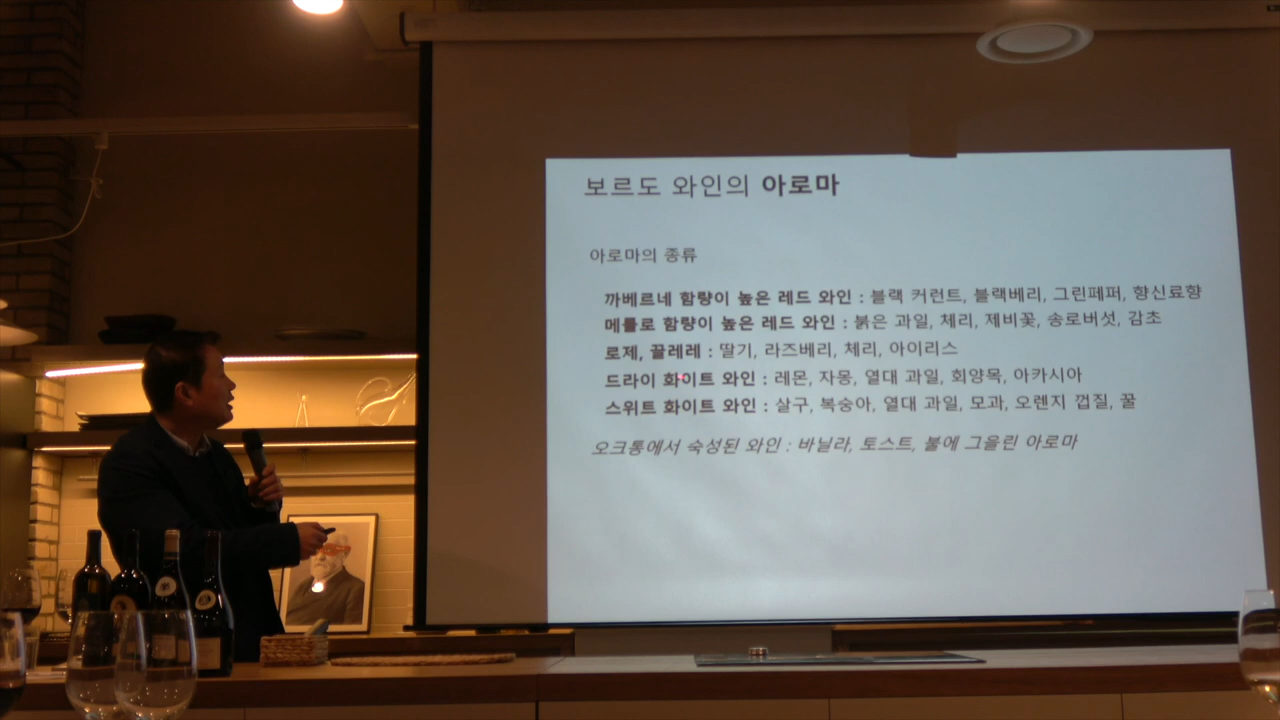 보르도 와인의 아로마
아로마의 종류
까베르네 함량이 높은 레드 와인 : 블랙 커런트, 블랙베리, 그린페퍼, 향신료향
메를로 함량이 높은 레드 와인 : 붉은 과일, 체리, 제비꽃, 송로버섯, 감초
로제, 끌레레 : 딸기, 라즈베리, 체리, 아이리스
드라이 화이트 와인 : 레몬, 자몽, 열대 과일, 회양목, 아카시아
스위트 화이트 와인 : 살구, 복숭아, 열대 과일, 모과, 오렌지 껍질, 꿀
오크통에서 숙성된 와인 : 바닐라, 토스트, 불에 그을린 아로마